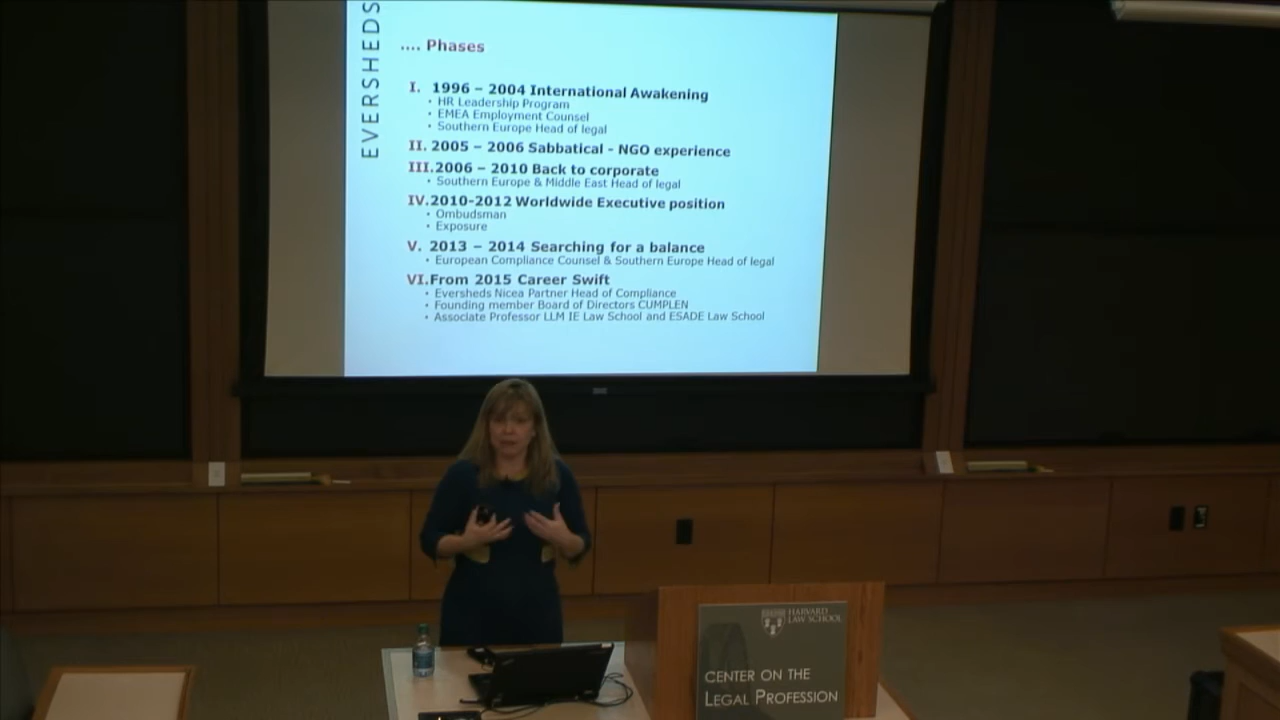 EVERSHEDS
.... Phases
I. 1996 – 2004 International Awakening
• HR Leadership Program
• EMEA Employment Counsel
• Southern Europe Head of legal
II. 2005 – 2006 Sabbatical - NGO experience
III.2006 – 2010 Back to corporate
• Southern Europe & Middle East Head of legal
IV.2010-2012 Worldwide Executive position
• Ombudsman
• Exposure
V. 2013 – 2014 Searching for a balance
• European Compliance Counsel & Southern Europe Head of legal
VI.From 2015 Career Swift
• Eversheds Nicea Partner Head of Compliance
• Founding member Board of Directors CUMPLEN
• Associate Professor LLM IE Law School and ESADE Law School
HARVARD
LAW SCHOOL
CENTER ON THE
LEGAL PROFESSION